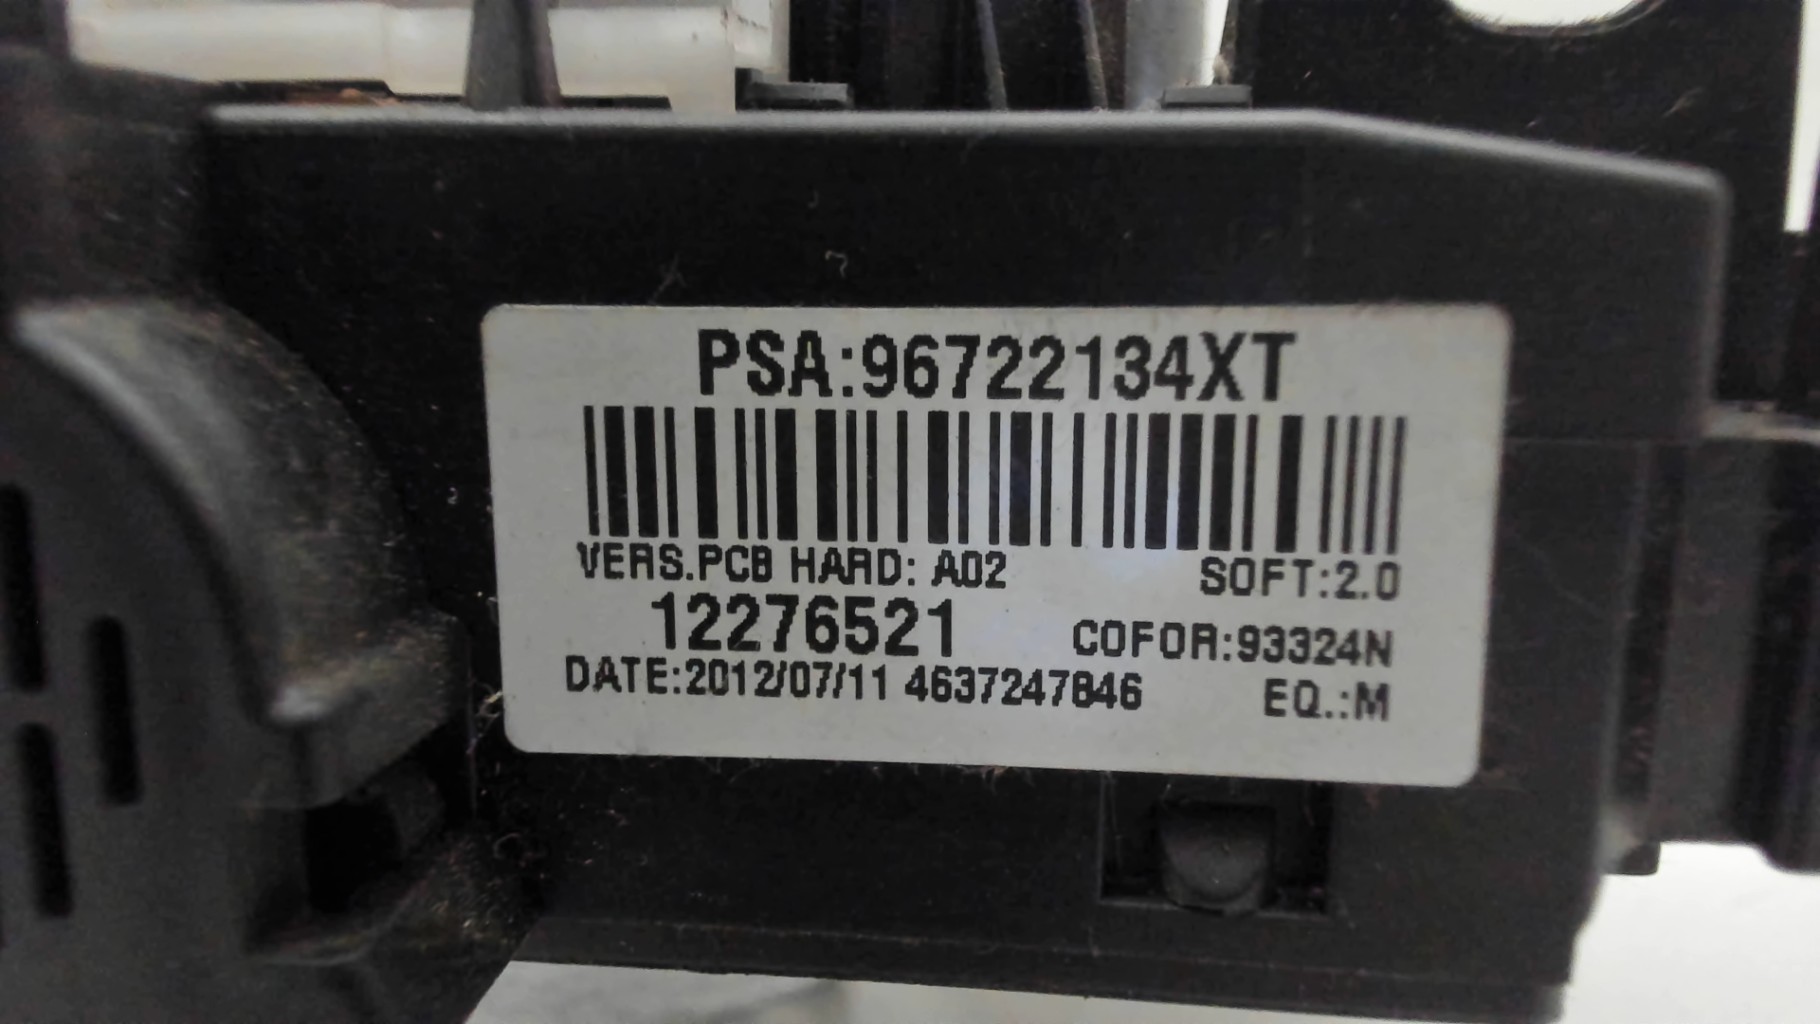 PSA:96722134XT
VERS.PCB HARD: A02 SOFT:2.0
12276521 COFOR:93324N
DATE:2012/07/11 4637247846 EQ.:M